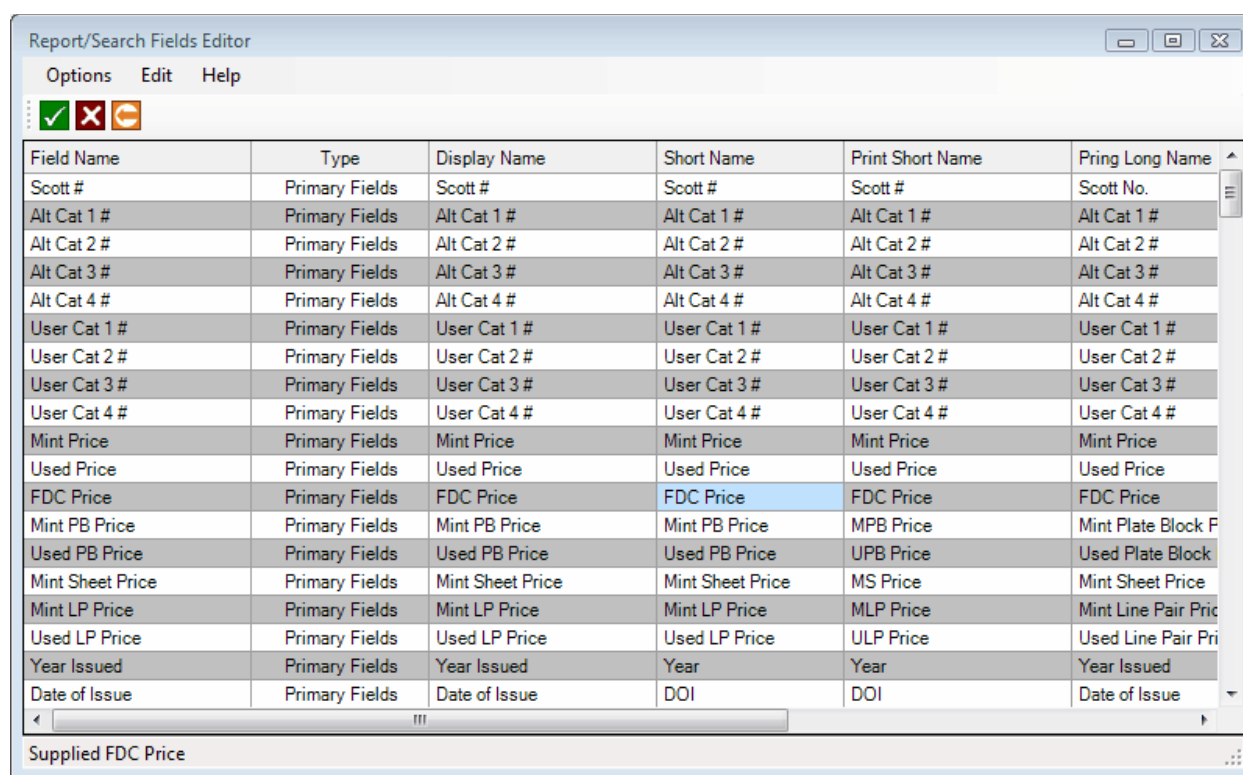 Report/Search Fields Editor
Options Edit Help
Field Name Type Display Name Short Name Print Short Name Pring Long Name
Scott # Primary Fields Scott # Scott # Scott # Scott No.
Alt Cat 1 # Primary Fields Alt Cat 1 # Alt Cat 1 # Alt Cat 1 # Alt Cat 1 #
Alt Cat 2 # Primary Fields Alt Cat 2 # Alt Cat 2 # Alt Cat 2 # Alt Cat 2 #
Alt Cat 3 # Primary Fields Alt Cat 3 # Alt Cat 3 # Alt Cat 3 # Alt Cat 3 #
Alt Cat 4 # Primary Fields Alt Cat 4 # Alt Cat 4 # Alt Cat 4 # Alt Cat 4 #
User Cat 1 # Primary Fields User Cat 1 # User Cat 1 # User Cat 1 # User Cat 1 #
User Cat 2 # Primary Fields User Cat 2 # User Cat 2 # User Cat 2 # User Cat 2 #
User Cat 3 # Primary Fields User Cat 3 # User Cat 3 # User Cat 3 # User Cat 3 #
User Cat 4 # Primary Fields User Cat 4 # User Cat 4 # User Cat 4 # User Cat 4 #
Mint Price Primary Fields Mint Price Mint Price Mint Price Mint Price
Used Price Primary Fields Used Price Used Price Used Price Used Price
FDC Price Primary Fields FDC Price FDC Price FDC Price FDC Price
Mint PB Price Primary Fields Mint PB Price Mint PB Price MPB Price Mint Plate Block P
Used PB Price Primary Fields Used PB Price Used PB Price UPB Price Used Plate Block
Mint Sheet Price Primary Fields Mint Sheet Price Mint Sheet Price MS Price Mint Sheet Price
Mint LP Price Primary Fields Mint LP Price Mint LP Price MLP Price Mint Line Pair Pric
Used LP Price Primary Fields Used LP Price Used LP Price ULP Price Used Line Pair Pri
Year Issued Primary Fields Year Issued Year Year Year Issued
Date of Issue Primary Fields Date of Issue DOI DOI Date of Issue
Supplied FDC Price